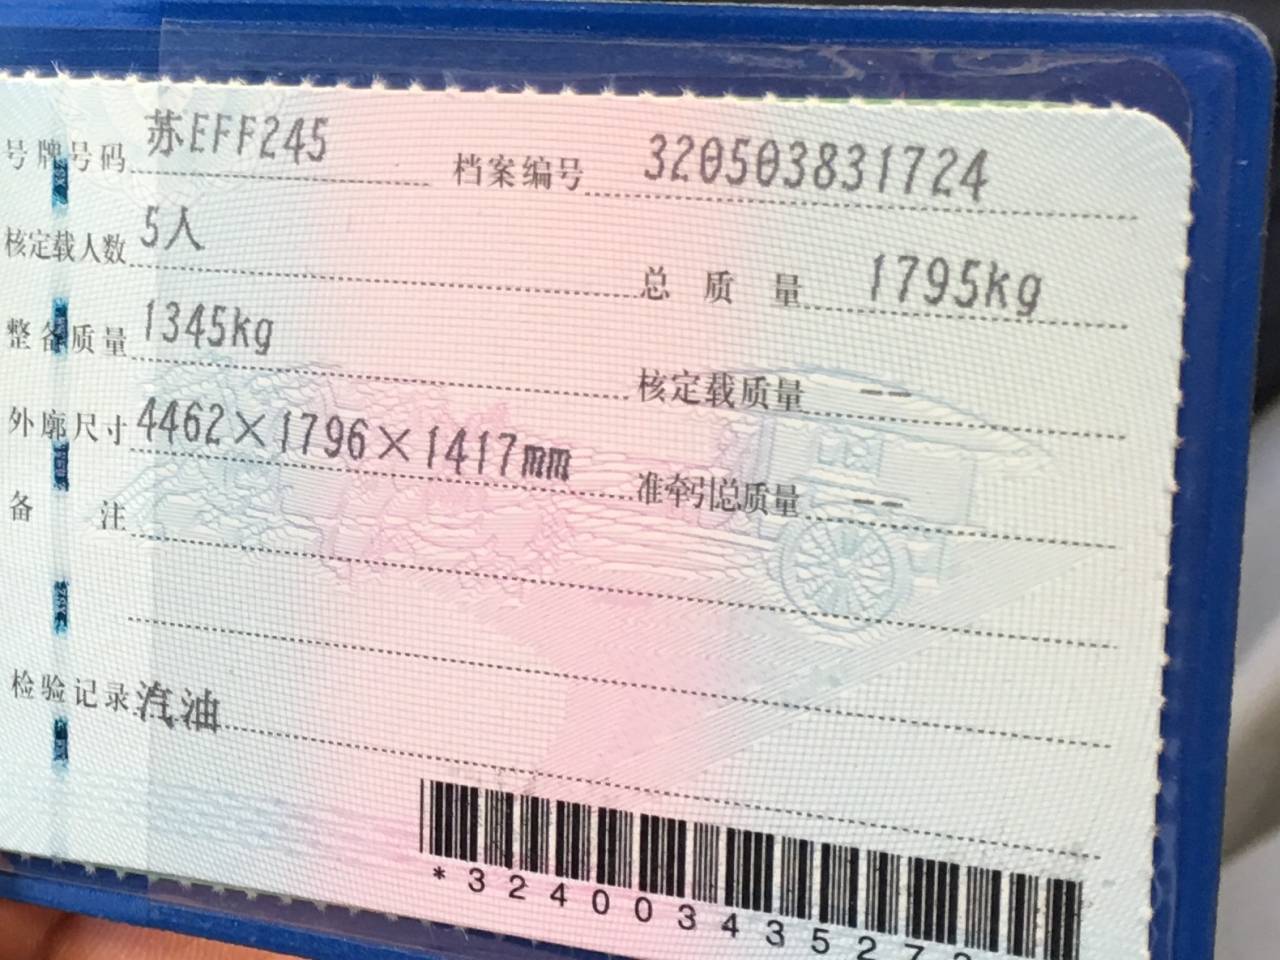 号牌号码 苏EFF245 档案编号 320503831724
核定载人数 5人 总质量 1795kg
整备质量 1345kg 核定载质量 --
外廓尺寸 4462×1796×1417mm 准牵引总质量 --
备注
检验记录 汽油
*32400343527